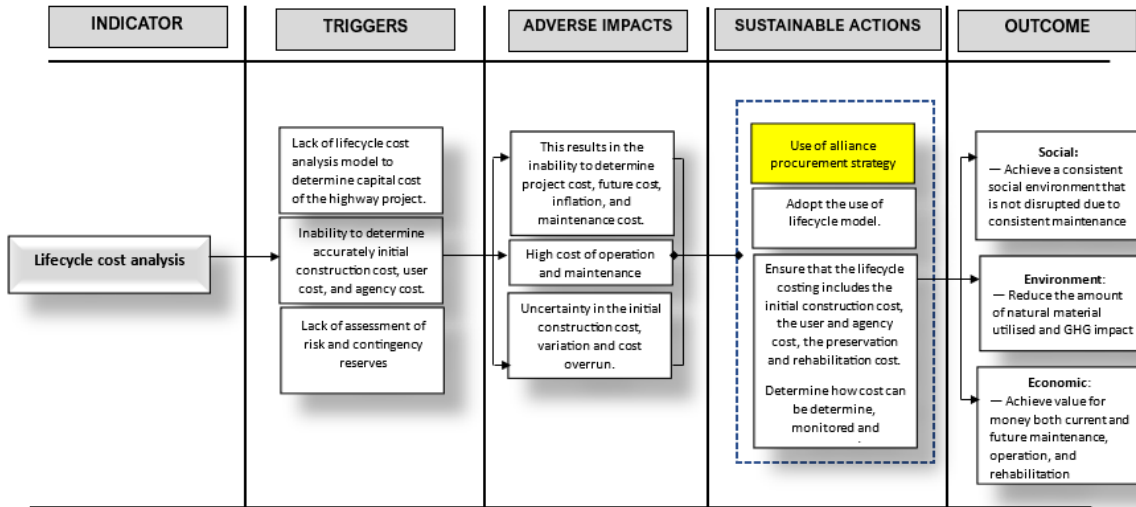 INDICATOR
TRIGGERS
ADVERSE IMPACTS
SUSTAINABLE ACTIONS
OUTCOME
Lifecycle cost analysis
Lack of lifecycle cost
analysis model to
determine capital cost
of the highway project.
Inability to determine
accurately initial
construction cost, user
cost, and agency cost.
Lack of assessment of
risk and contingency
reserves
This results in the
inability to determine
project cost, future cost,
inflation, and
maintenance cost.
High cost of operation
and maintenance
Uncertainty in the initial
construction cost,
variation and cost
overrun.
Use of alliance
procurement strategy
Adopt the use of
lifecycle model.
Ensure that the lifecycle
costing includes the
initial construction cost,
the user and agency
cost, the preservation
and rehabilitation cost.
Determine how cost can
be determine,
monitored and
Social:
— Achieve a consistent
social environment that
is not disrupted due to
consistent maintenance
Environment:
— Reduce the amount
of natural material
utilised and GHG impact
Economic:
— Achieve value for
money both current and
future maintenance,
operation, and
rehabilitation